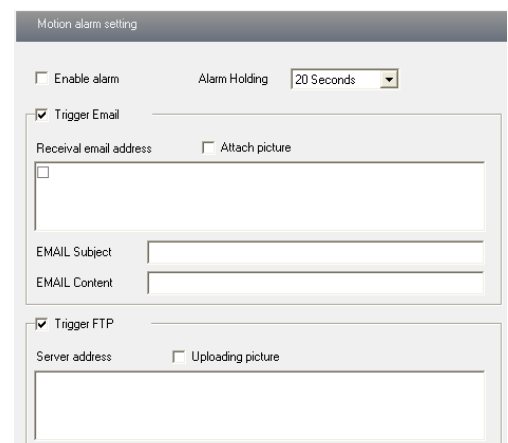 Motion alarm setting
Enable alarm Alarm Holding 20 Seconds
Trigger Email
Receival email address Attach picture
EMAIL Subject
EMAIL Content
Trigger FTP
Server address Uploading picture